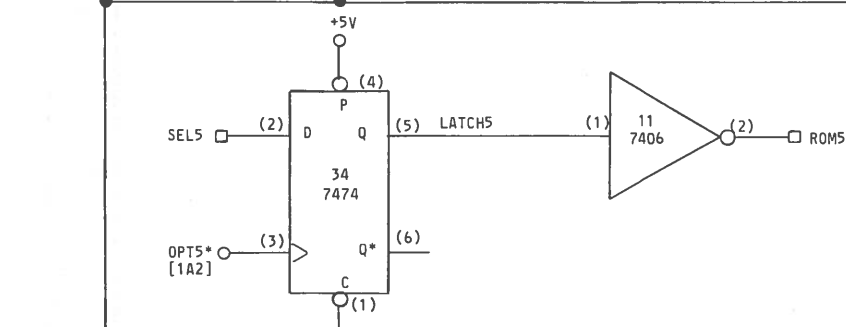 +5V
(4)
P
SEL5 (2) D Q (5) LATCH5 (1) 11 (2) ROM5
7406
34
7474
OPT5* (3) Q* (6)
[1A2]
C
(1)